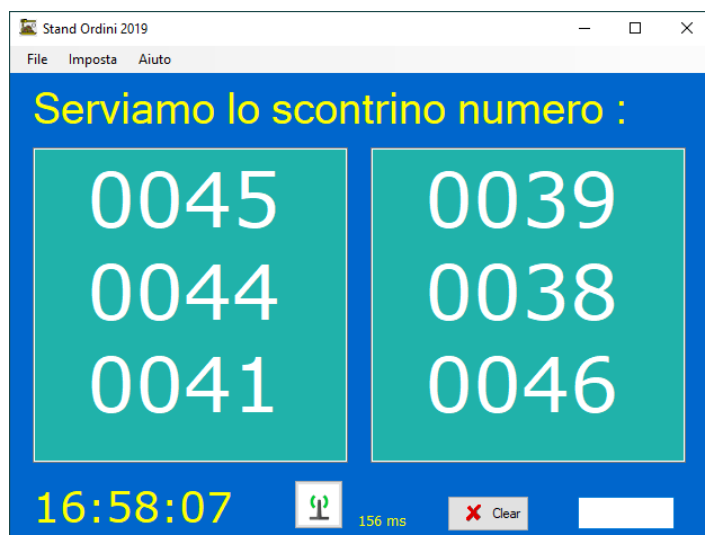 Stand Ordini 2019
File Imposta Aiuto
Serviamo lo scontrino numero :
0045
0044
0041
0039
0038
0046
16:58:07
156 ms
Clear